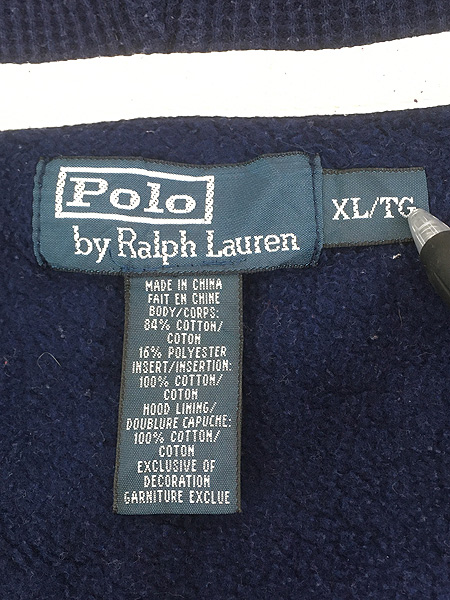 Polo
by Ralph Lauren
XL/TG
MADE IN CHINA
FAIT EN CHINE
BODY/CORPS:
84% COTTON/
COTON
16% POLYESTER
INSERT/INSERTION:
100% COTTON/
COTON
HOOD LINING/
DOUBLURE CAPUCHE:
100% COTTON/
COTON
EXCLUSIVE OF
DECORATION
GARNITURE EXCLUE